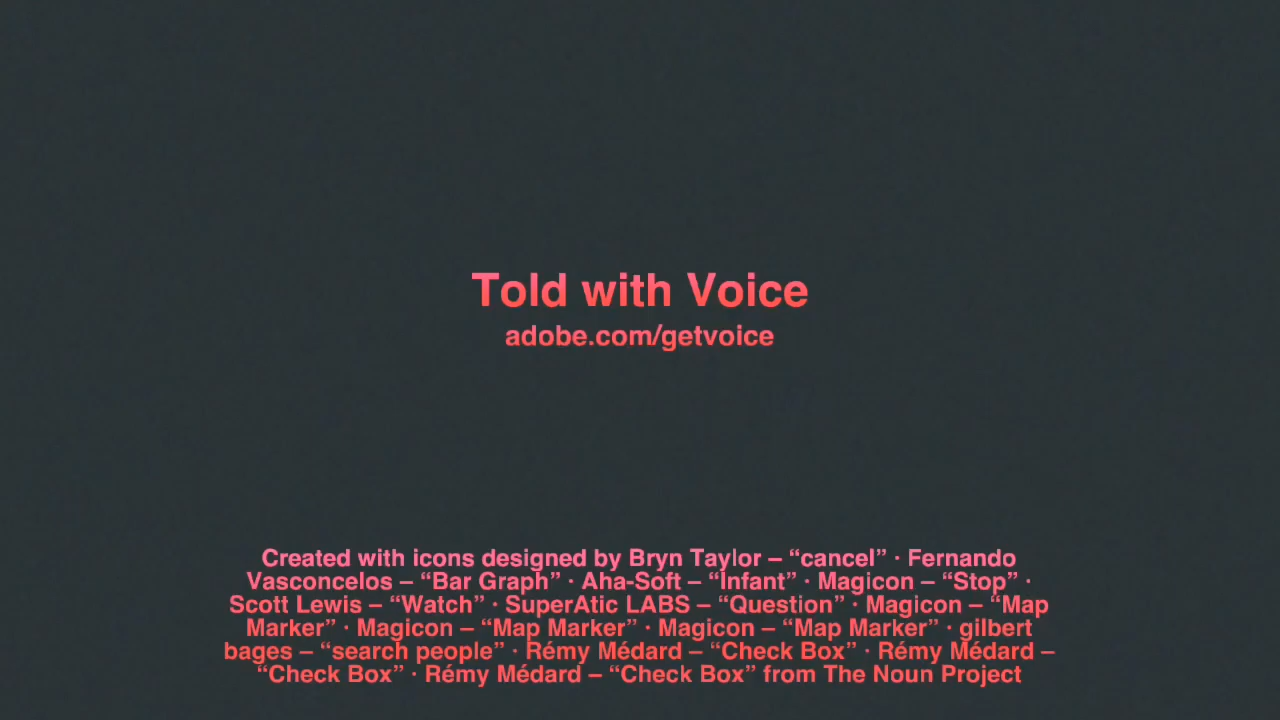 Told with Voice
adobe.com/getvoice
Created with icons designed by Bryn Taylor – “cancel” · Fernando
Vasconcelos – “Bar Graph” · Aha-Soft – “Infant” · Magicon – “Stop” ·
Scott Lewis – “Watch” · SuperAtic LABS – “Question” · Magicon – “Map
Marker” · Magicon – “Map Marker” · Magicon – “Map Marker” · gilbert
bages – “search people” · Rémy Médard – “Check Box” · Rémy Médard –
“Check Box” · Rémy Médard – “Check Box” from The Noun Project